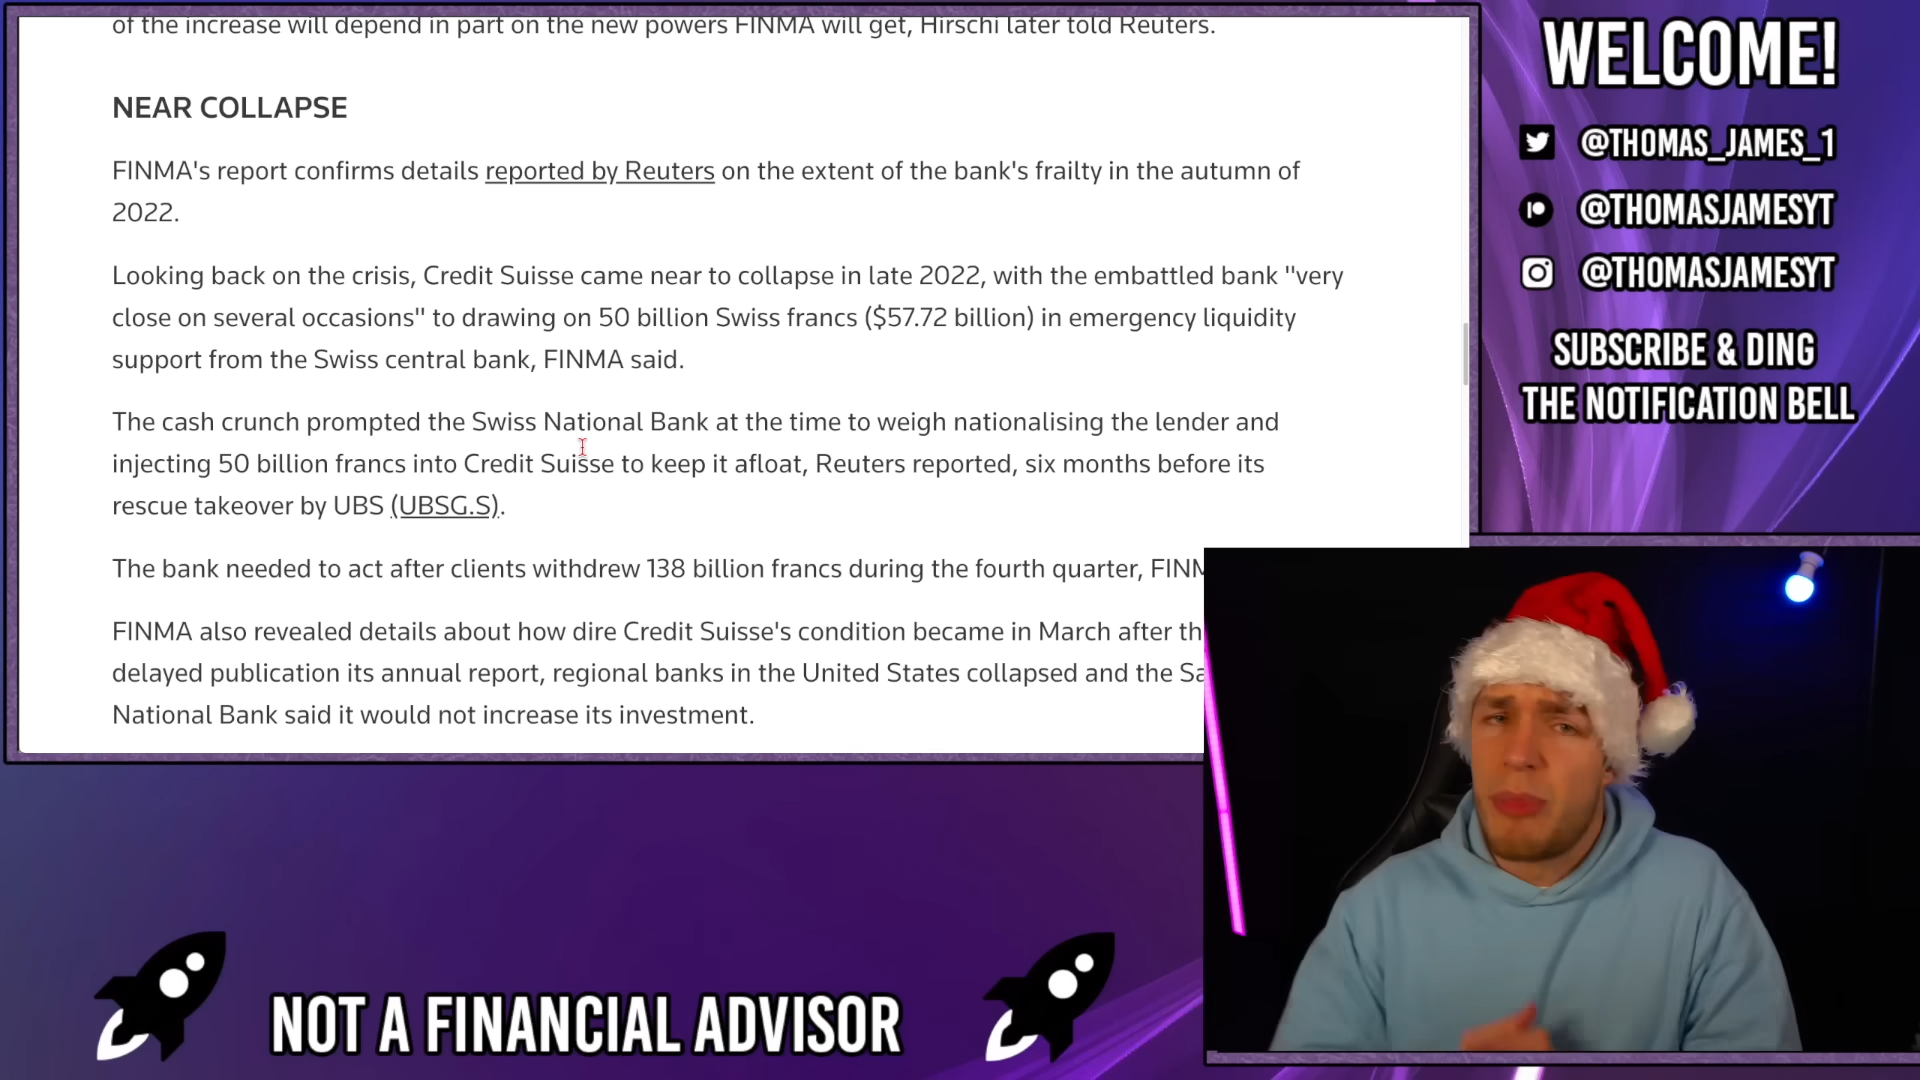 of the increase will depend in part on the new powers FINMA will get, Hirschi later told Reuters.
NEAR COLLAPSE
FINMA's report confirms details reported by Reuters on the extent of the bank's frailty in the autumn of
2022.
Looking back on the crisis, Credit Suisse came near to collapse in late 2022, with the embattled bank "very
close on several occasions" to drawing on 50 billion Swiss francs ($57.72 billion) in emergency liquidity
support from the Swiss central bank, FINMA said.
The cash crunch prompted the Swiss National Bank at the time to weigh nationalising the lender and
injecting 50 billion francs into Credit Suisse to keep it afloat, Reuters reported, six months before its
rescue takeover by UBS (UBSG.S).
The bank needed to act after clients withdrew 138 billion francs during the fourth quarter,
FINMA also revealed details about how dire Credit Suisse's condition became in March after
delayed publication its annual report, regional banks in the United States collapsed and the
National Bank said it would not increase its investment.
WELCOME!
@THOMAS_JAMES_1
@THOMASJAMESYT
@THOMASJAMESYT
SUBSCRIBE & DING
THE NOTIFICATION BELL
NOT A FINANCIAL ADVISOR